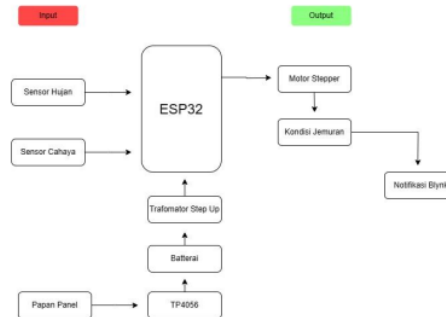 Input
Output
Sensor Hujan
ESP32
Motor Stepper
Kondisi Jemuran
Sensor Cahaya
Notifikasi Blynk
Trafomator Step Up
Batterai
Papan Panel
TP4056